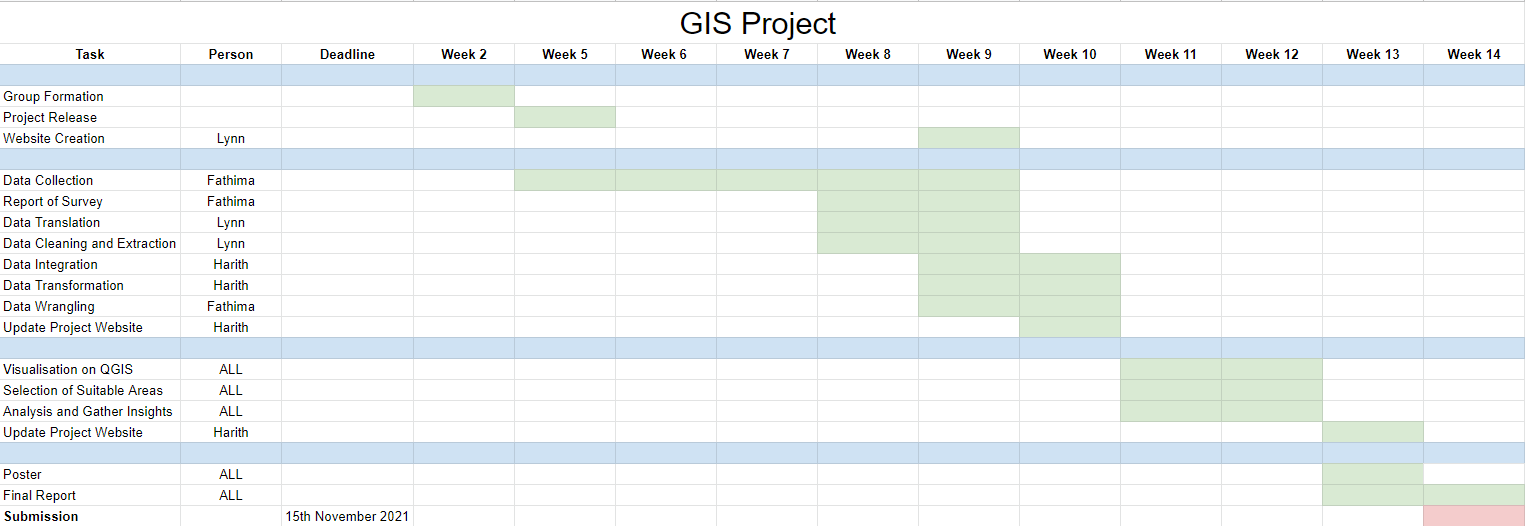 GIS Project
Task Person Deadline Week 2 Week 5 Week 6 Week 7 Week 8 Week 9 Week 10 Week 11 Week 12 Week 13 Week 14
Group Formation
Project Release
Website Creation Lynn
Data Collection Fathima
Report of Survey Fathima
Data Translation Lynn
Data Cleaning and Extraction Lynn
Data Integration Harith
Data Transformation Harith
Data Wrangling Fathima
Update Project Website Harith
Visualisation on QGIS ALL
Selection of Suitable Areas ALL
Analysis and Gather Insights ALL
Update Project Website Harith
Poster ALL
Final Report ALL
Submission 15th November 2021